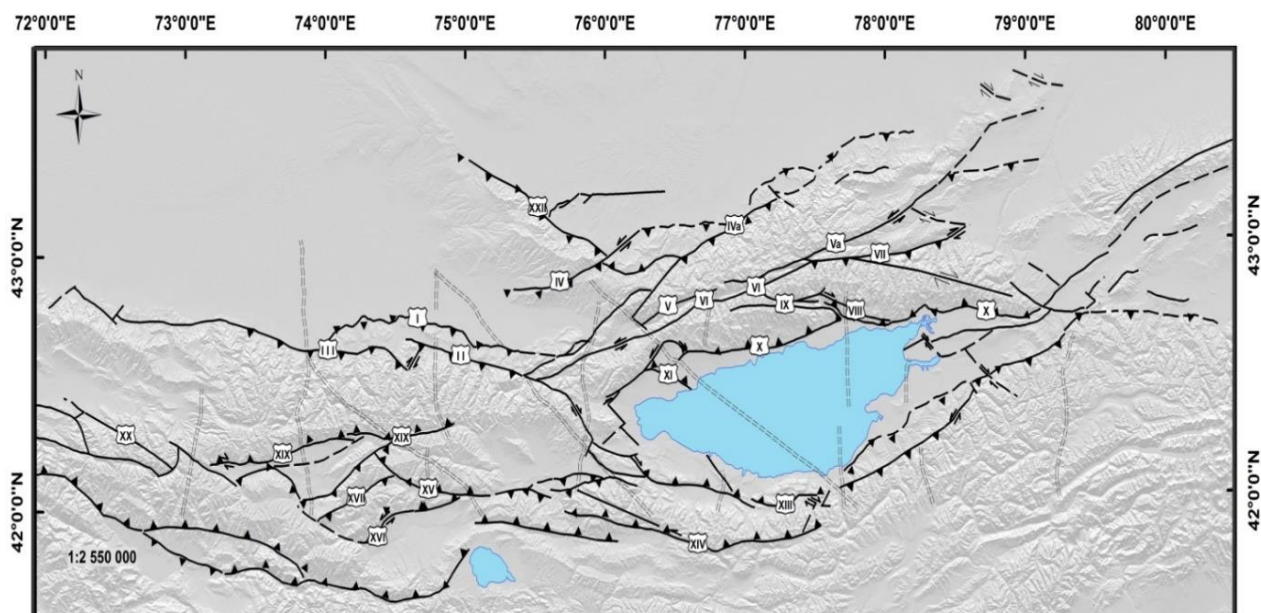 72°0'0"E 73°0'0"E 74°0'0"E 75°0'0"E 76°0'0"E 77°0'0"E 78°0'0"E 79°0'0"E 80°0'0"E
N
XXII
IVa
43°0'0"N
43°0'0"N
Va
VII
IV
VI
V
VI
IX
VIII
X
I
III
II
X
XI
XX
XIX
XIX
XV
XVII
XIII
42°0'0"N
42°0'0"N
XVI
XIV
1:2 550 000